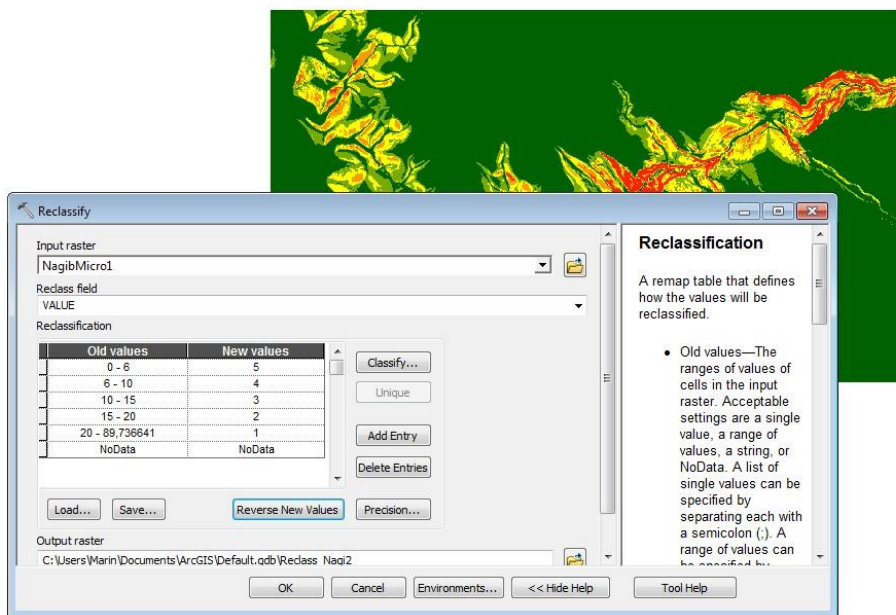 Reclassify
Input raster
NagibMicro1
Reclass field
VALUE
Reclassification
Old values New values
0 - 6 5
6 - 10 4
10 - 15 3
15 - 20 2
20 - 89,736641 1
NoData NoData
Classify...
Unique
Add Entry
Delete Entries
Load... Save... Reverse New Values Precision...
Output raster
C:\Users\Marin\Documents\ArcGIS\Default.gdb\Reclass_Nagi2
OK Cancel Environments... << Hide Help Tool Help
Reclassification
A remap table that defines
how the values will be
reclassified.
• Old values—The
ranges of values of
cells in the input
raster. Acceptable
settings are a single
value, a range of
values, a string, or
NoData. A list of
single values can be
specified by
separating each with
a semicolon (;). A
range of values can
be specified by